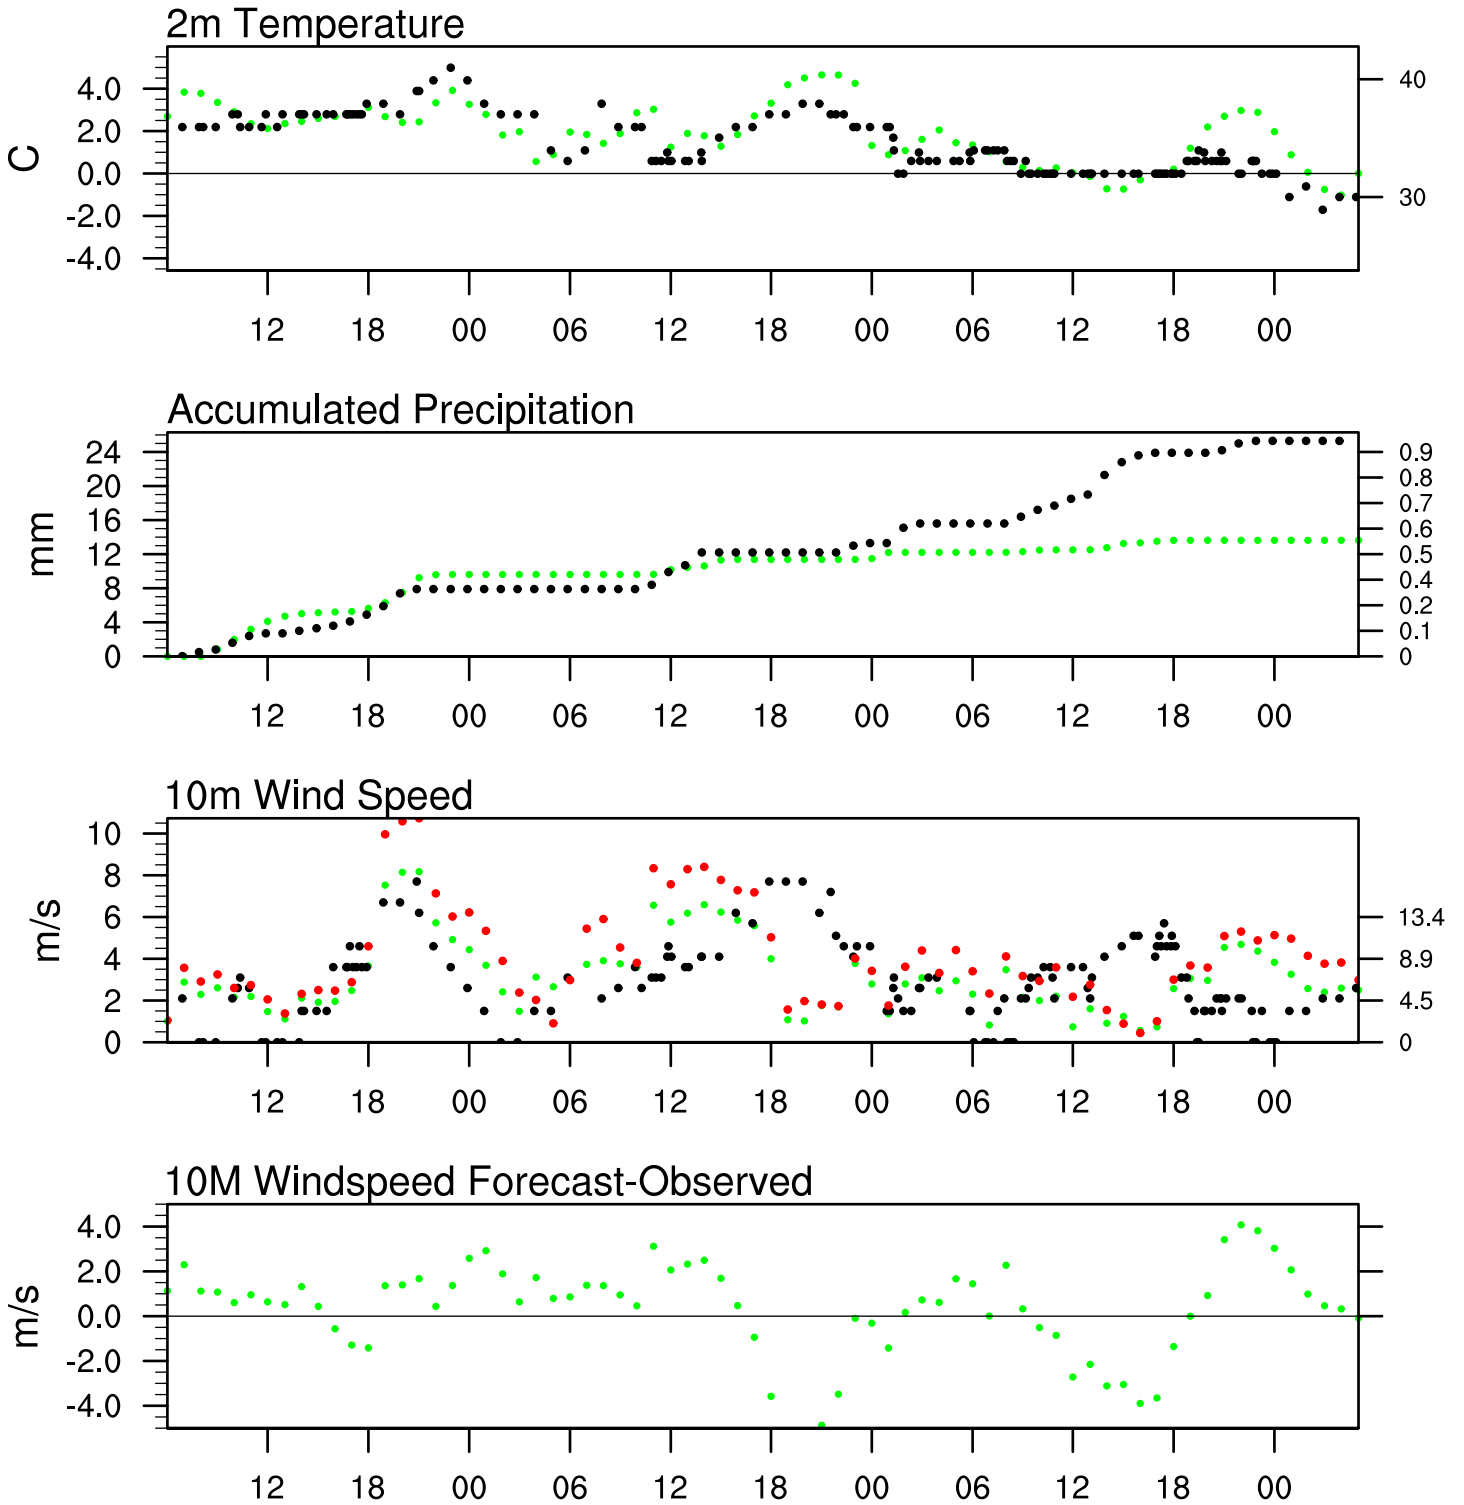 2m Temperature
C
4.0 40
2.0
0.0
-2.0 30
-4.0
12 18 00 06 12 18 00 06 12 18 00
Accumulated Precipitation
mm
24 0.9
0.8
20 0.7
16 0.6
12 0.5
0.4
8
0.2
4 0.1
0 0
12 18 00 06 12 18 00 06 12 18 00
10m Wind Speed
m/s
10
8
6 13.4
4 8.9
2 4.5
0 0
12 18 00 06 12 18 00 06 12 18 00
10M Windspeed Forecast-Observed
m/s
4.0
2.0
0.0
-2.0
-4.0
12 18 00 06 12 18 00 06 12 18 00